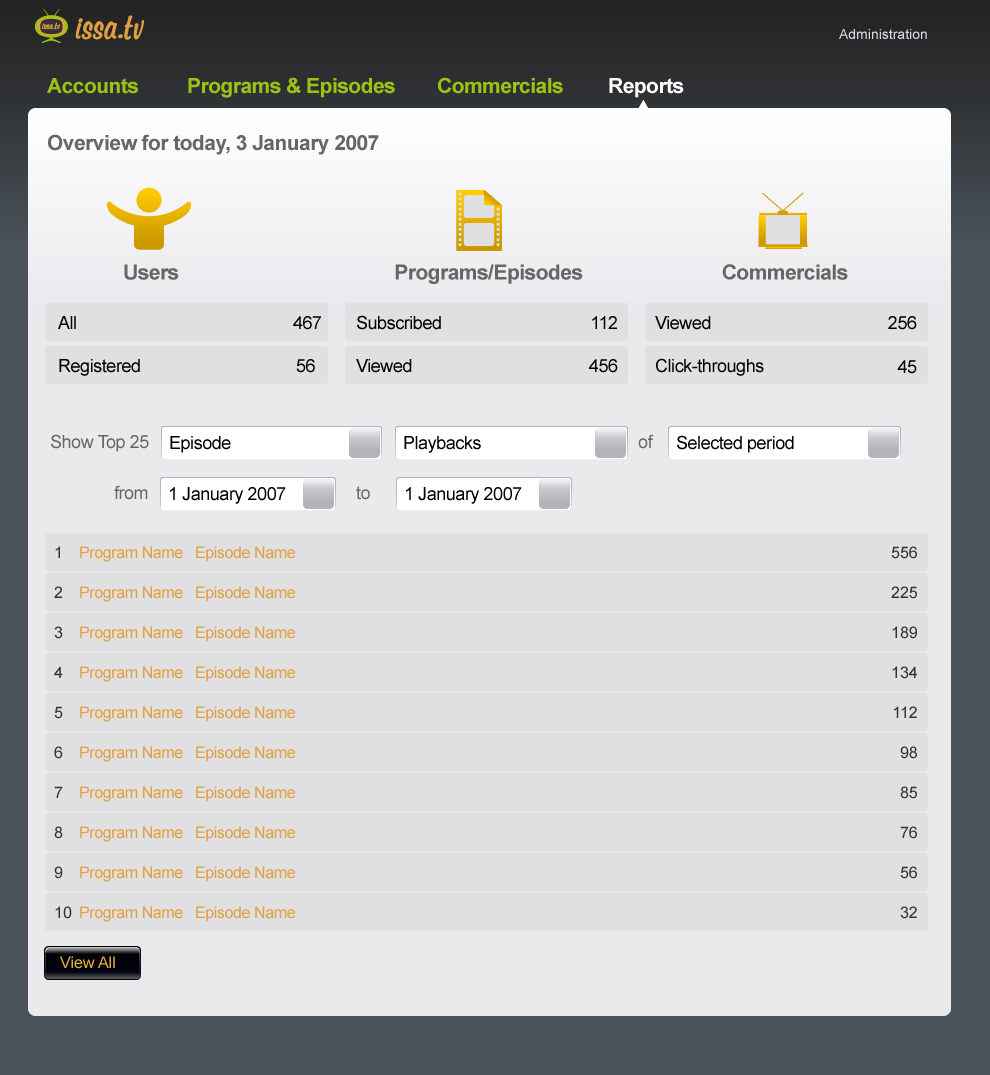 issa.tv issa.tv
Administration
Accounts Programs & Episodes Commercials Reports
Overview for today, 3 January 2007
Users Programs/Episodes Commercials
All 467 Subscribed 112 Viewed 256
Registered 56 Viewed 456 Click-throughs 45
Show Top 25 Episode Playbacks of Selected period
from 1 January 2007 to 1 January 2007
1 Program Name Episode Name 556
2 Program Name Episode Name 225
3 Program Name Episode Name 189
4 Program Name Episode Name 134
5 Program Name Episode Name 112
6 Program Name Episode Name 98
7 Program Name Episode Name 85
8 Program Name Episode Name 76
9 Program Name Episode Name 56
10 Program Name Episode Name 32
View All